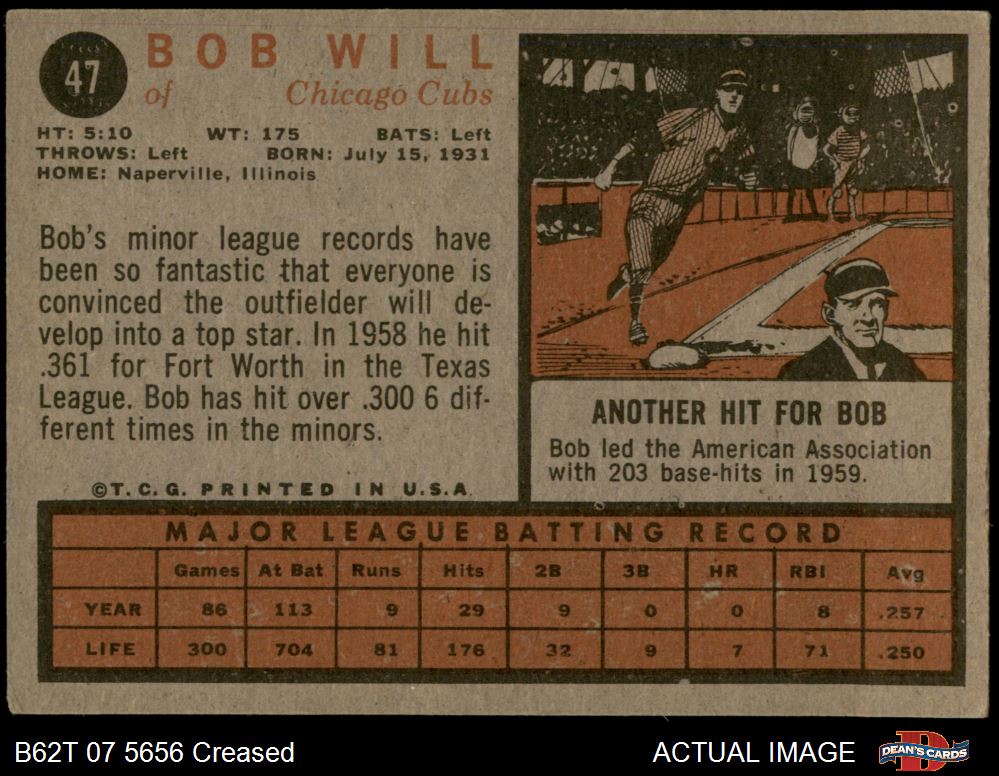 47
BOB WILL
of Chicago Cubs
HT: 5:10 WT: 175 BATS: Left
THROWS: Left BORN: July 15, 1931
HOME: Naperville, Illinois
Bob's minor league records have
been so fantastic that everyone is
convinced the outfielder will de-
velop into a top star. In 1958 he hit
.361 for Fort Worth in the Texas
League. Bob has hit over .300 6 dif-
ferent times in the minors.
©T.C.G. PRINTED IN U.S.A.
ANOTHER HIT FOR BOB
Bob led the American Association
with 203 base-hits in 1959.
MAJOR LEAGUE BATTING RECORD
Games At Bat Runs Hits 2B 3B HR RBI Avg
YEAR 86 113 9 29 9 0 0 8 .257
LIFE 300 704 81 176 32 9 7 71 .250
B62T 07 5656 Creased
ACTUAL IMAGE
DEAN'S CARDS